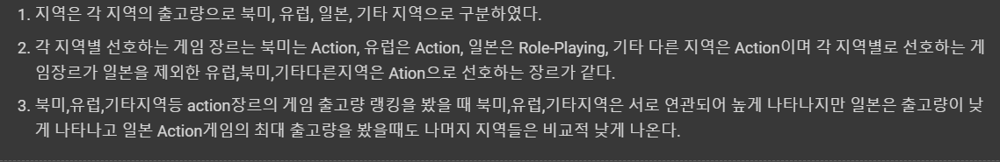 1. 지역은 각 지역의 출고량으로 북미, 유럽, 일본, 기타 지역으로 구분하였다.
2. 각 지역별 선호하는 게임 장르는 북미는 Action, 유럽은 Action, 일본은 Role-Playing, 기타 다른 지역은 Action이며 각 지역별로 선호하는 게
임장르가 일본을 제외한 유럽,북미,기타다른지역은 Ation으로 선호하는 장르가 같다.
3. 북미,유럽,기타지역등 action장르의 게임 출고량 랭킹을 봤을 때 북미,유럽,기타지역은 서로 연관되어 높게 나타나지만 일본은 출고량이 낮
게 나타나고 일본 Action게임의 최대 출고량을 봤을때도 나머지 지역들은 비교적 낮게 나온다.